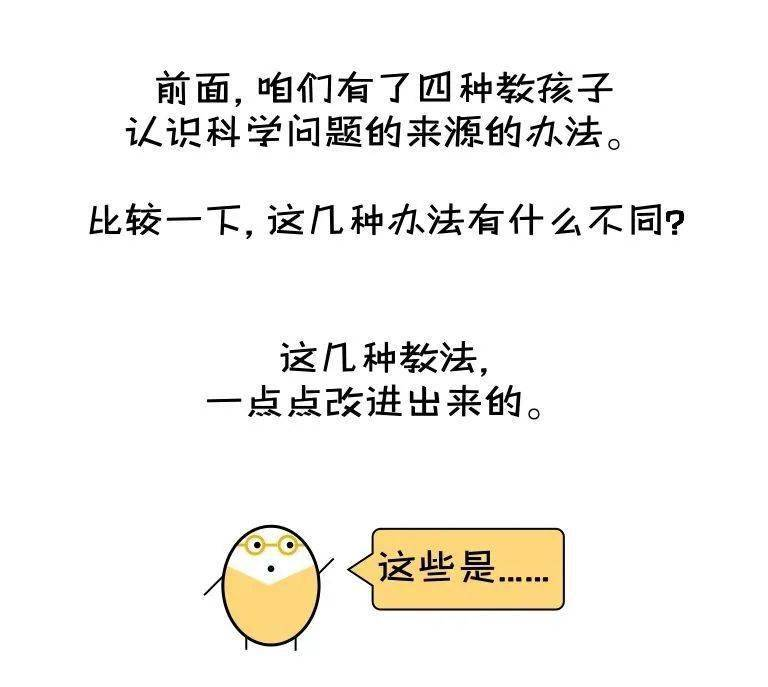 前面，咱们有了四种教孩子
认识科学问题的来源的办法。
比较一下，这几种办法有什么不同？
这几种教法，
一点点改进出来的。
这些是……